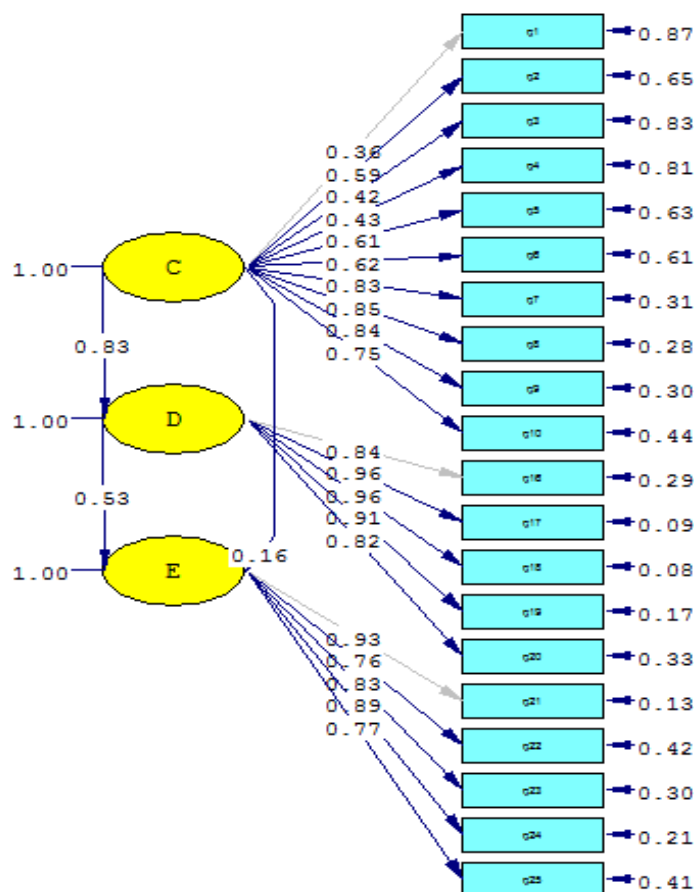 q1 0.87
q2 0.65
q3 0.83
0.36
q4 0.81
0.59
0.42
q5 0.63
0.43
0.61
q6 0.61
1.00 C 0.62
0.83
q7 0.31
0.85
q8 0.28
0.84
0.83 0.75
q9 0.30
1.00 D
q10 0.44
0.84
q16 0.29
0.96
0.53 0.96
q17 0.09
0.91
0.82
1.00 E 0.16
q18 0.08
q19 0.17
0.93
q20 0.33
0.76
0.83
q21 0.13
0.89
0.77
q22 0.42
q23 0.30
q24 0.21
q25 0.41